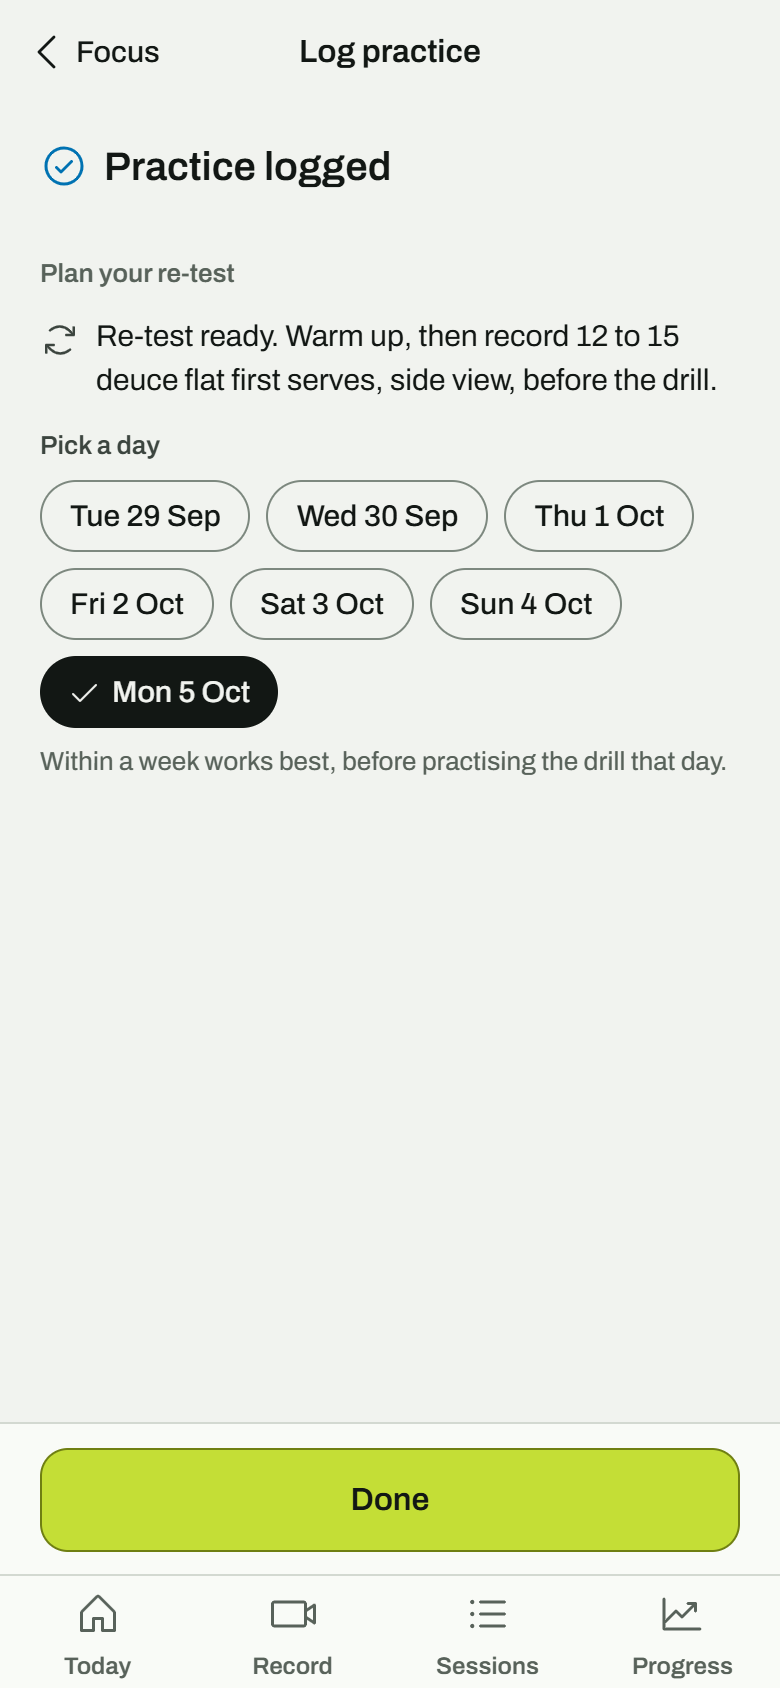 Focus
Log practice
Practice logged
Plan your re-test
Re-test ready. Warm up, then record 12 to 15
deuce flat first serves, side view, before the drill.
Pick a day
Tue 29 Sep
Wed 30 Sep
Thu 1 Oct
Fri 2 Oct
Sat 3 Oct
Sun 4 Oct
Mon 5 Oct
Within a week works best, before practising the drill that day.
Done
Today
Record
Sessions
Progress